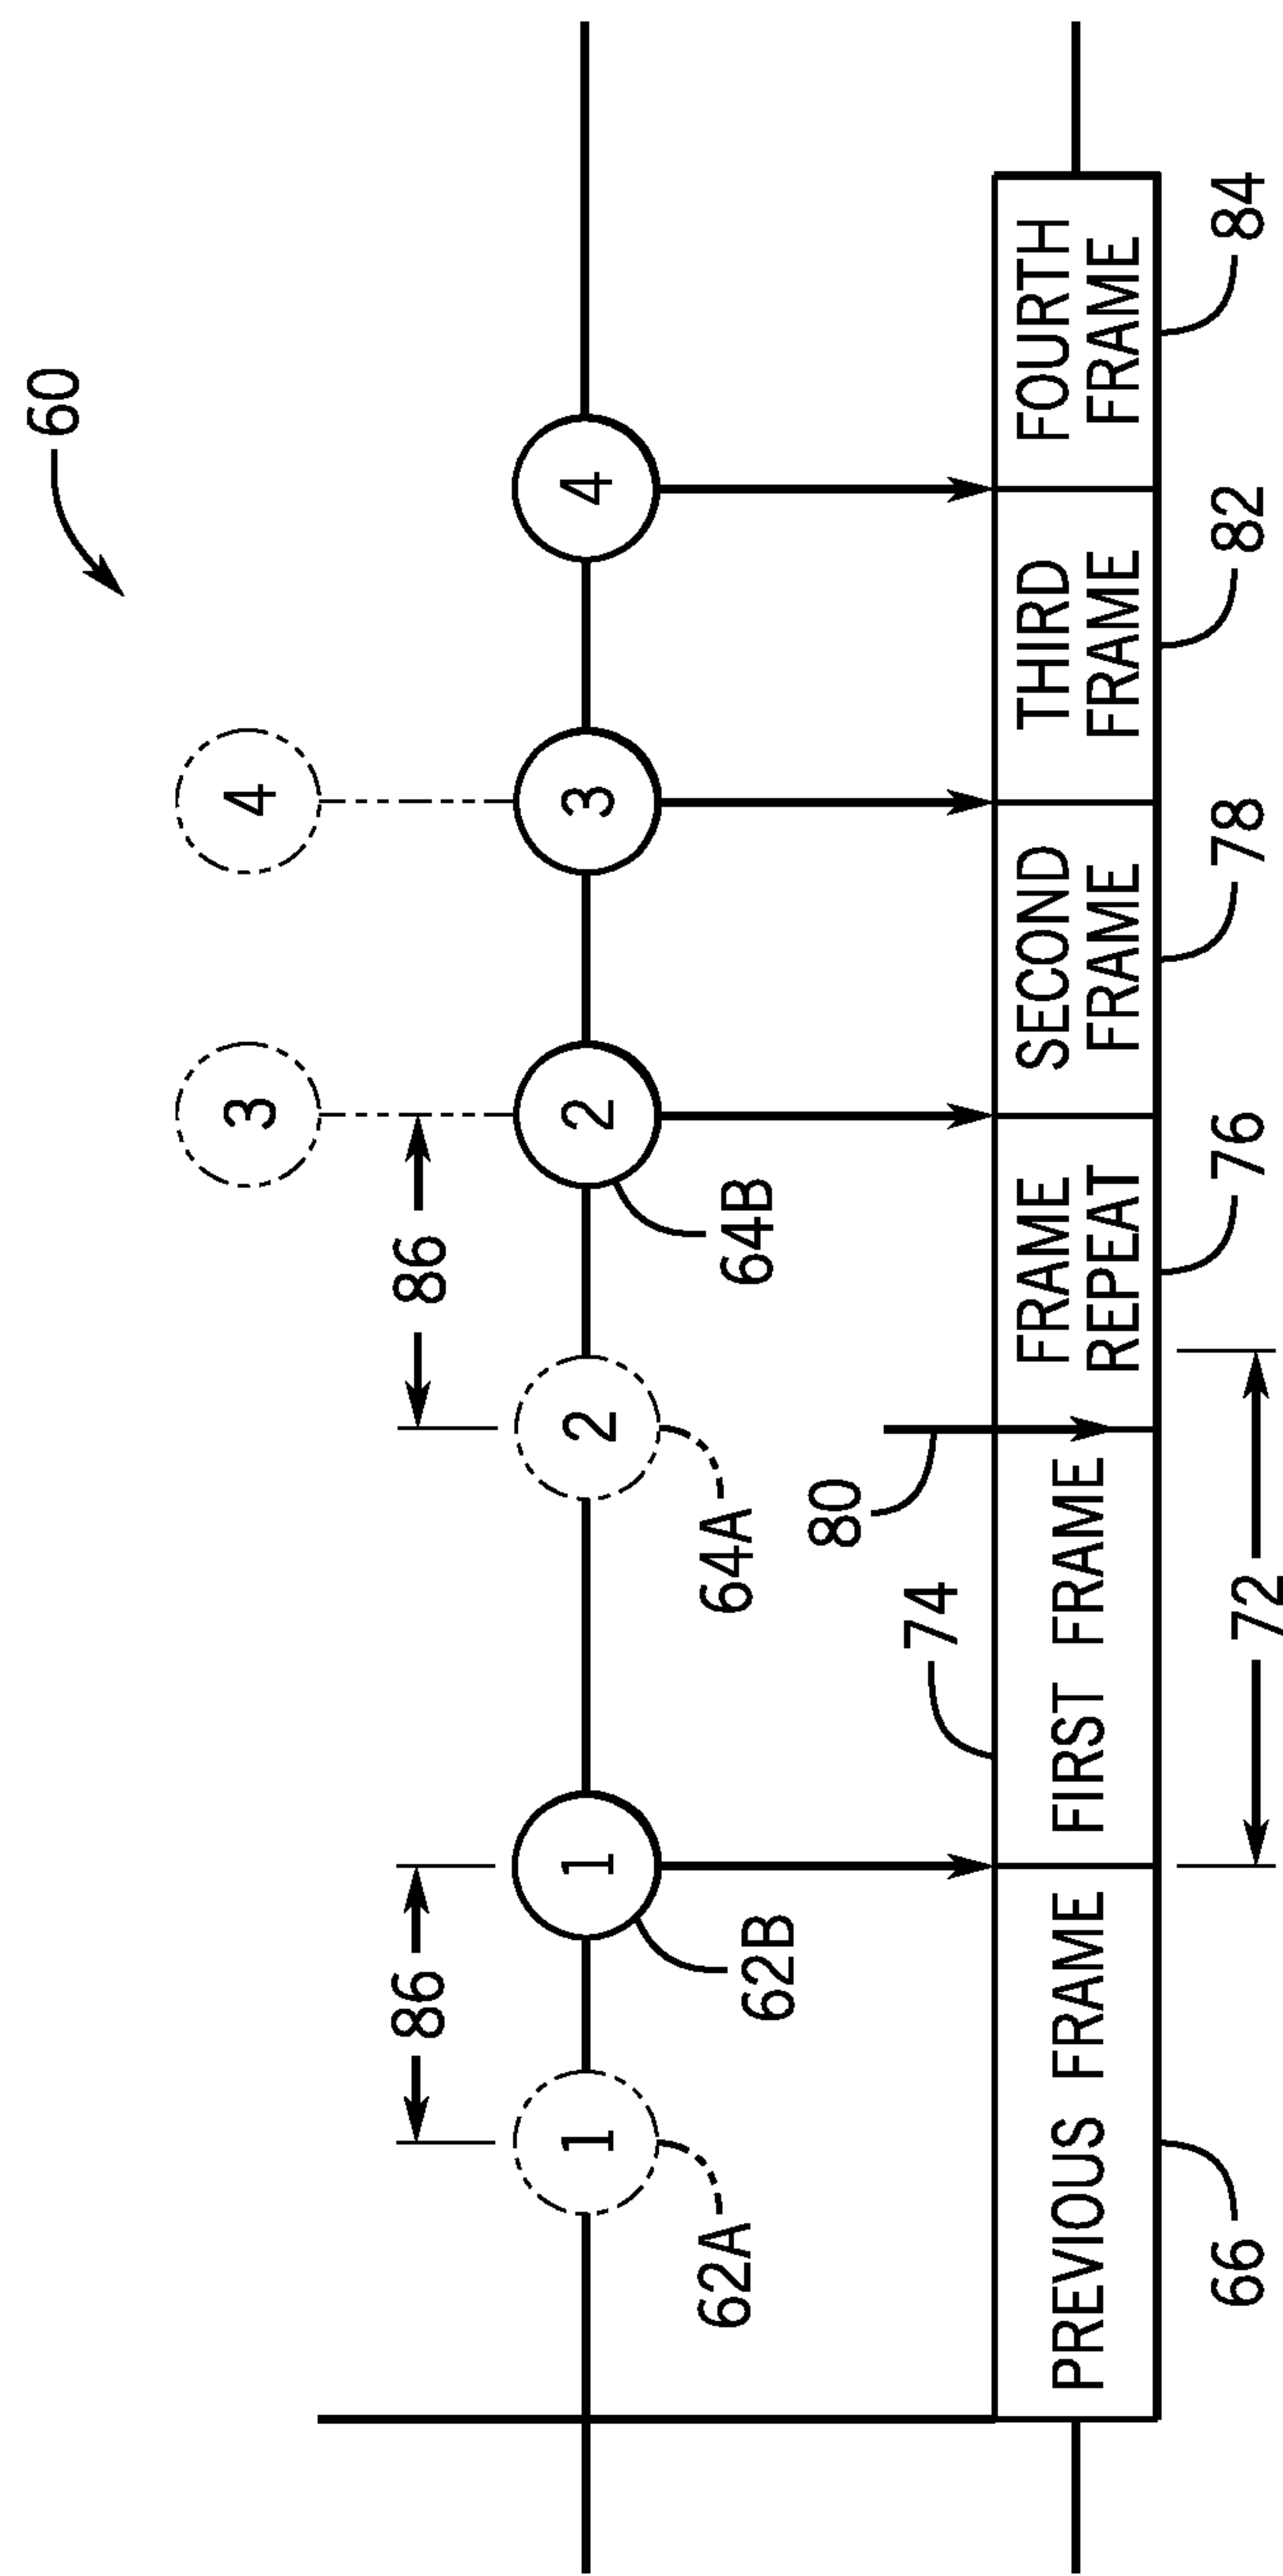 60
4
3
86
86
1
1
2
2
3
4
62A
62B
64A
64B
80
74
PREVIOUS FRAME
FIRST FRAME
FRAME
REPEAT
SECOND
FRAME
THIRD
FRAME
FOURTH
FRAME
66
72
76
78
82
84